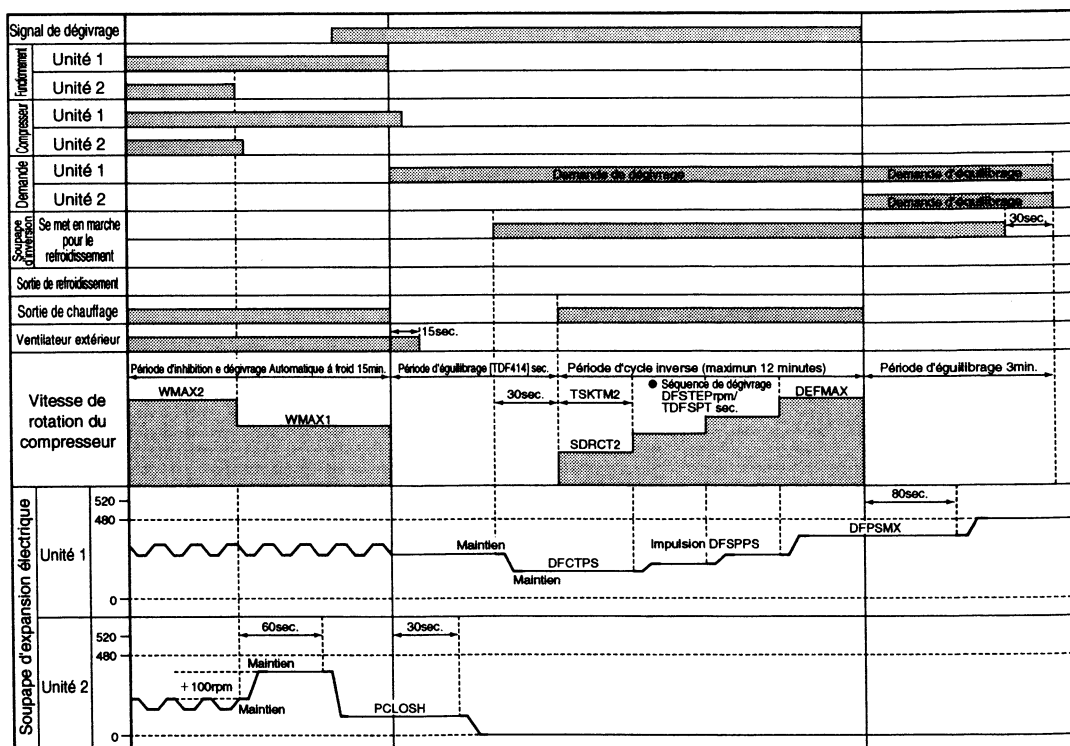 Signal de dégivrage
Fundornement
Unité 1
Unité 2
Compresseur
Unité 1
Unité 2
Demande
Unité 1
Demande de dégivrage
Demande d'équilibrage
Unité 2
Demande d'équilibrage
Soupape d'inversion
Se met en marche
pour le
refroidissement
30sec.
Sortie de refroidissement
Sortie de chauffage
Ventilateur extérieur
15sec.
Vitesse de
rotation du
compresseur
Période d'inhibition e dégivrage Automatique á froid 15min.
Période d'éguilibrage [TDF414] sec.
Période d'cycle inverse (maximun 12 minutes)
Période d'éguilibrage 3min.
WMAX2
WMAX1
30sec.
TSKTM2
● Séquence de dégivrage
DFSTEPrpm/
TDFSPT sec.
DEFMAX
SDRCT2
Soupape d'expansion électrique
Unité 1
520
480
0
80sec.
Maintien
DFCTPS
Maintien
Impulsion DFSPPS
DFPSMX
Unité 2
520
480
0
60sec.
30sec.
Maintien
+100rpm
Maintien
PCLOSH